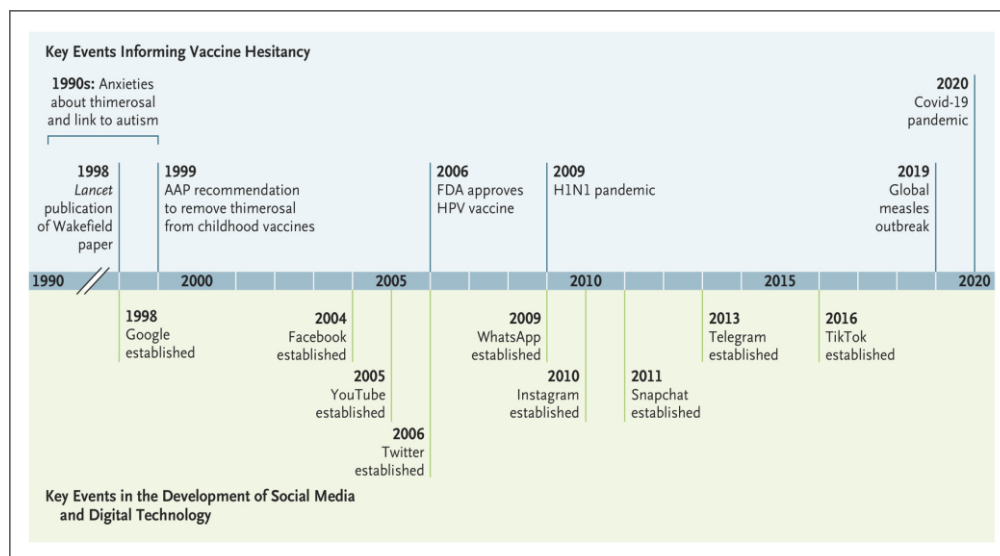 Key Events Informing Vaccine Hesitancy
1990s: Anxieties
about thimerosal
and link to autism
2020
Covid-19
pandemic
1998
Lancet
publication
of Wakefield
paper
1999
AAP recommendation
to remove thimerosal
from childhood vaccines
2006
FDA approves
HPV vaccine
2009
H1N1 pandemic
2019
Global
measles
outbreak
1990
2000
2005
2010
2015
2020
1998
Google
established
2004
Facebook
established
2005
YouTube
established
2006
Twitter
established
2009
WhatsApp
established
2010
Instagram
established
2011
Snapchat
established
2013
Telegram
established
2016
TikTok
established
Key Events in the Development of Social Media
and Digital Technology